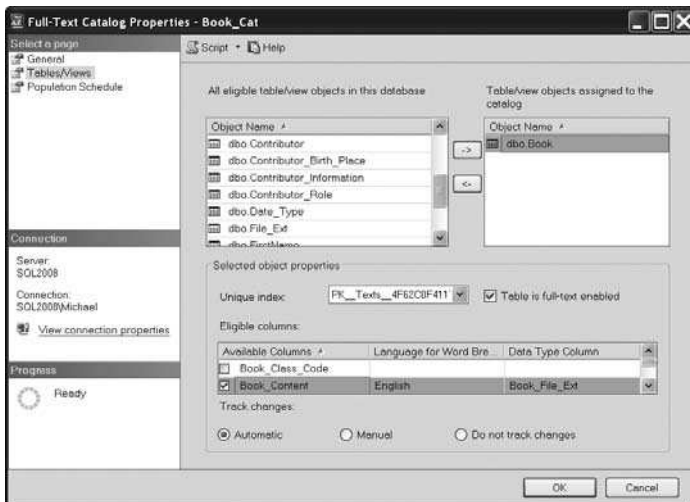 Full-Text Catalog Properties - Book_Cat
Select a page
General
Tables/Views
Population Schedule
Script
Help
All eligible table/view objects in this database
Object Name
dbo.Contributor
dbo.Contributor_Birth_Place
dbo.Contributor_Information
dbo.Contributor_Role
dbo.Date_Type
dbo.File_Ext
dbo.FirstName
->
<-
Table/view objects assigned to the
catalog
Object Name
dbo.Book
Connection
Server:
SQL2008
Connection:
SQL2008\Michael
View connection properties
Progress
Ready
Selected object properties
Unique index:
PK__Texts__4F62C0F411
Table is full-text enabled
Eligible columns:
Available Columns Language for Word Bre... Data Type Column
Book_Class_Code
Book_Content English Book_File_Ext
Track changes:
Automatic Manual Do not track changes
OK Cancel